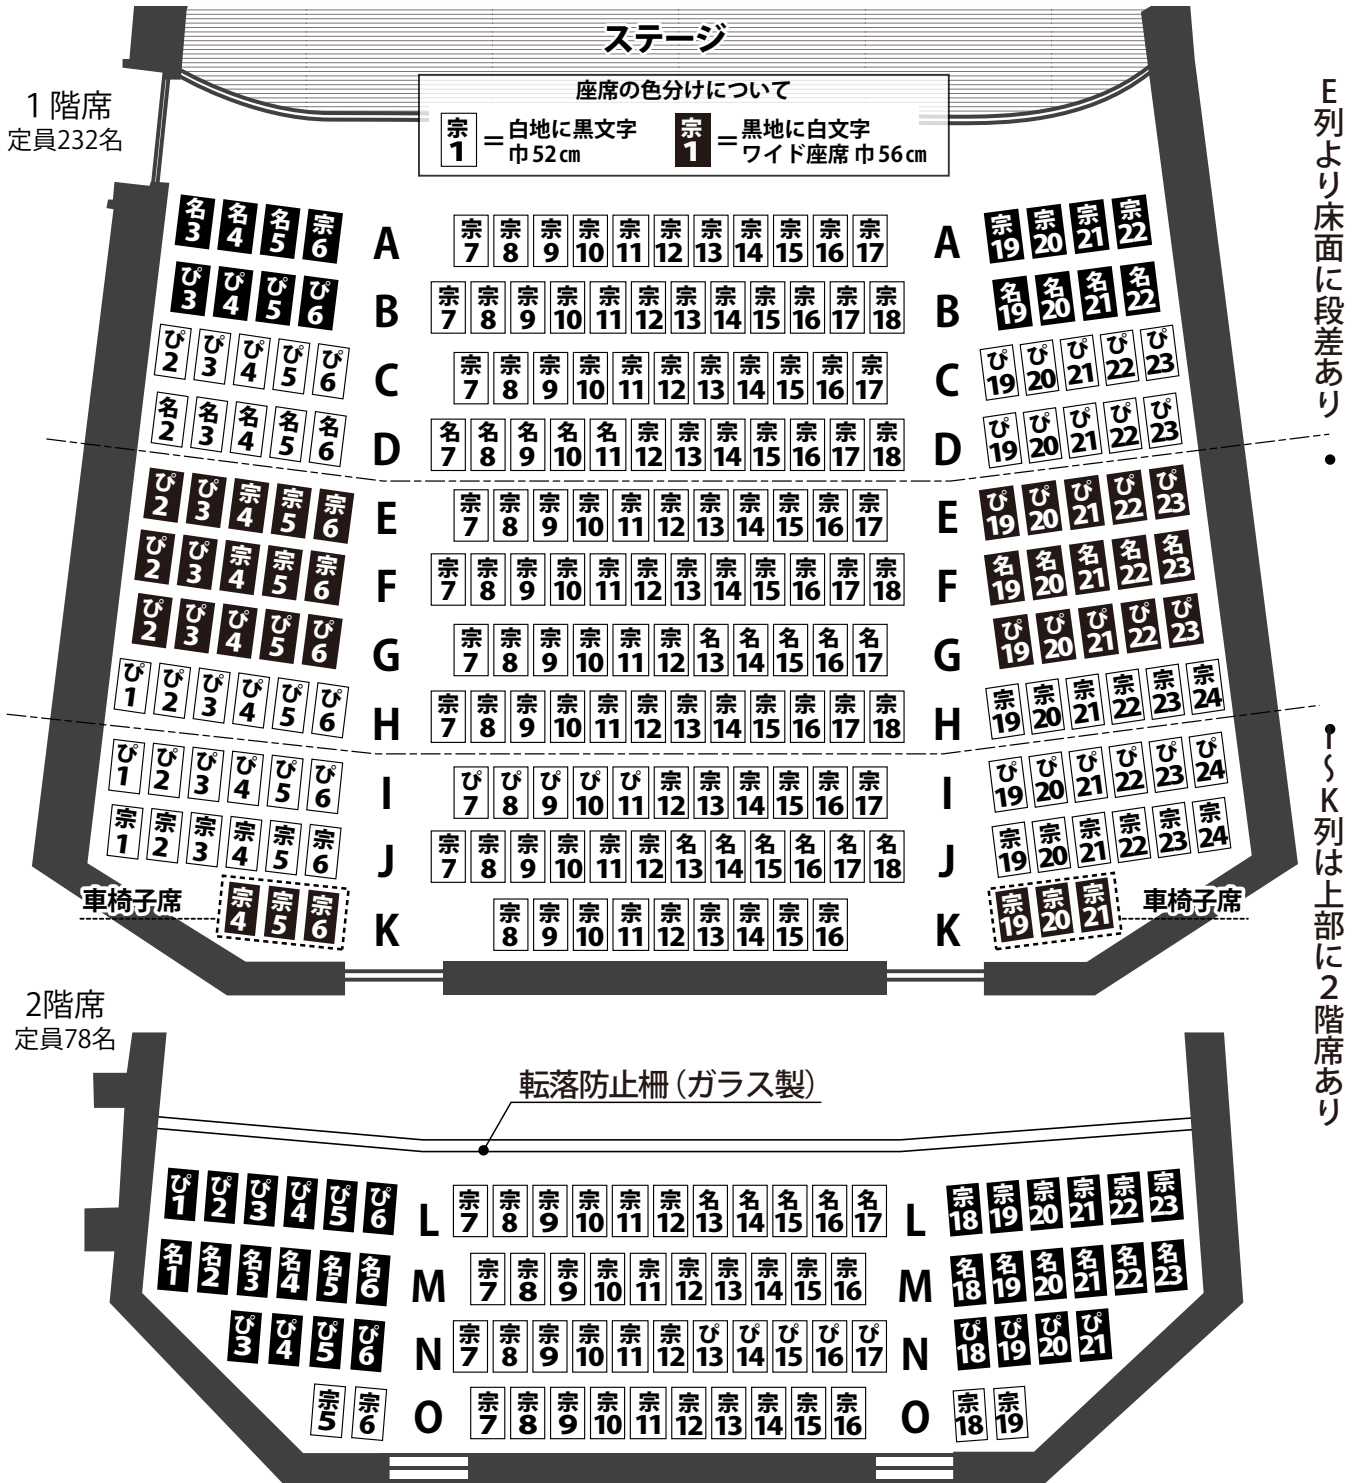 ステージ
座席の色分けについて
宗1＝白地に黒文字 巾52㎝
宗1＝黒地に白文字 ワイド座席 巾56㎝
1階席
定員232名
E列より床面に段差あり
名3 名4 名5 宗6 A 宗7 宗8 宗9 宗10 宗11 宗12 宗13 宗14 宗15 宗16 宗17 A 宗19 宗20 宗21 宗22
ぴ3 ぴ4 ぴ5 ぴ6 B 宗7 宗8 宗9 宗10 宗11 宗12 宗13 宗14 宗15 宗16 宗17 宗18 B 名19 名20 名21 名22
ぴ2 ぴ3 ぴ4 ぴ5 ぴ6 C 宗7 宗8 宗9 宗10 宗11 宗12 宗13 宗14 宗15 宗16 宗17 C ぴ19 ぴ20 ぴ21 ぴ22 ぴ23
名2 名3 名4 名5 名6 D 名7 名8 名9 名10 名11 宗12 宗13 宗14 宗15 宗16 宗17 宗18 D ぴ19 ぴ20 ぴ21 ぴ22 ぴ23
ぴ2 ぴ3 宗4 宗5 宗6 E 宗7 宗8 宗9 宗10 宗11 宗12 宗13 宗14 宗15 宗16 宗17 E ぴ19 ぴ20 ぴ21 ぴ22 ぴ23
ぴ2 ぴ3 宗4 宗5 宗6 F 宗7 宗8 宗9 宗10 宗11 宗12 宗13 宗14 宗15 宗16 宗17 宗18 F 名19 名20 名21 名22 名23
ぴ2 ぴ3 ぴ4 ぴ5 ぴ6 G 宗7 宗8 宗9 宗10 宗11 宗12 名13 名14 名15 名16 名17 G ぴ19 ぴ20 ぴ21 ぴ22 ぴ23
ぴ1 ぴ2 ぴ3 ぴ4 ぴ5 ぴ6 H 宗7 宗8 宗9 宗10 宗11 宗12 宗13 宗14 宗15 宗16 宗17 宗18 H 宗19 宗20 宗21 宗22 宗23 宗24
I～K列は上部に2階席あり
ぴ1 ぴ2 ぴ3 ぴ4 ぴ5 ぴ6 I ぴ7 ぴ8 ぴ9 ぴ10 ぴ11 宗12 宗13 宗14 宗15 宗16 宗17 I ぴ19 ぴ20 ぴ21 ぴ22 ぴ23 ぴ24
宗1 宗2 宗3 宗4 宗5 宗6 J 宗7 宗8 宗9 宗10 宗11 宗12 名13 名14 名15 名16 名17 名18 J 宗19 宗20 宗21 宗22 宗23 宗24
車椅子席 宗4 宗5 宗6 K 宗8 宗9 宗10 宗11 宗12 宗13 宗14 宗15 宗16 K 宗19 宗20 宗21 車椅子席
2階席
定員78名
転落防止柵（ガラス製）
ぴ1 ぴ2 ぴ3 ぴ4 ぴ5 ぴ6 L 宗7 宗8 宗9 宗10 宗11 宗12 名13 名14 名15 名16 名17 L 宗18 宗19 宗20 宗21 宗22 宗23
名1 名2 名3 名4 名5 名6 M 宗7 宗8 宗9 宗10 宗11 宗12 宗13 宗14 宗15 宗16 M 名18 名19 名20 名21 名22 名23
ぴ3 ぴ4 ぴ5 ぴ6 N 宗7 宗8 宗9 宗10 宗11 宗12 ぴ13 ぴ14 ぴ15 ぴ16 ぴ17 N ぴ18 ぴ19 ぴ20 ぴ21
宗5 宗6 O 宗7 宗8 宗9 宗10 宗11 宗12 宗13 宗14 宗15 宗16 O 宗18 宗19